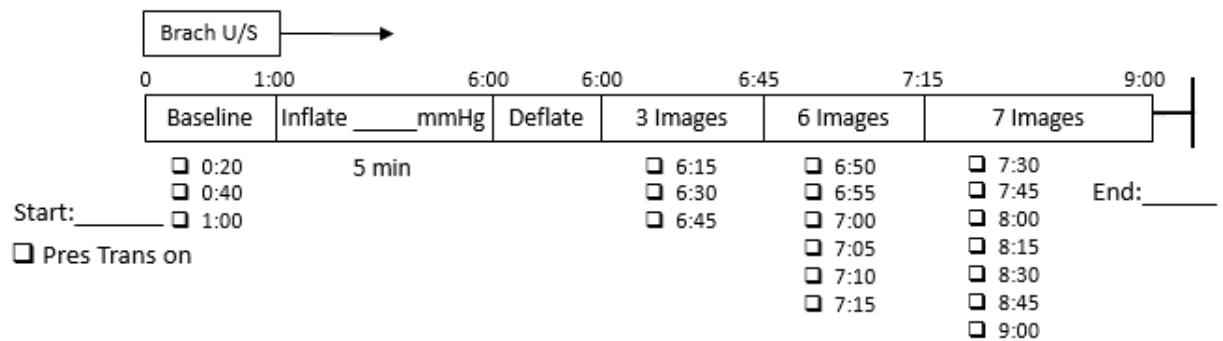 Brach U/S
0 1:00 6:00 6:00 6:45 7:15 9:00
Baseline Inflate _____mmHg Deflate 3 Images 6 Images 7 Images
❑ 0:20 5 min ❑ 6:15 ❑ 6:50 ❑ 7:30
❑ 0:40 ❑ 6:30 ❑ 6:55 ❑ 7:45 End:______
Start:_______ ❑ 1:00 ❑ 6:45 ❑ 7:00 ❑ 8:00
❑ Pres Trans on ❑ 7:05 ❑ 8:15
❑ 7:10 ❑ 8:30
❑ 7:15 ❑ 8:45
❑ 9:00